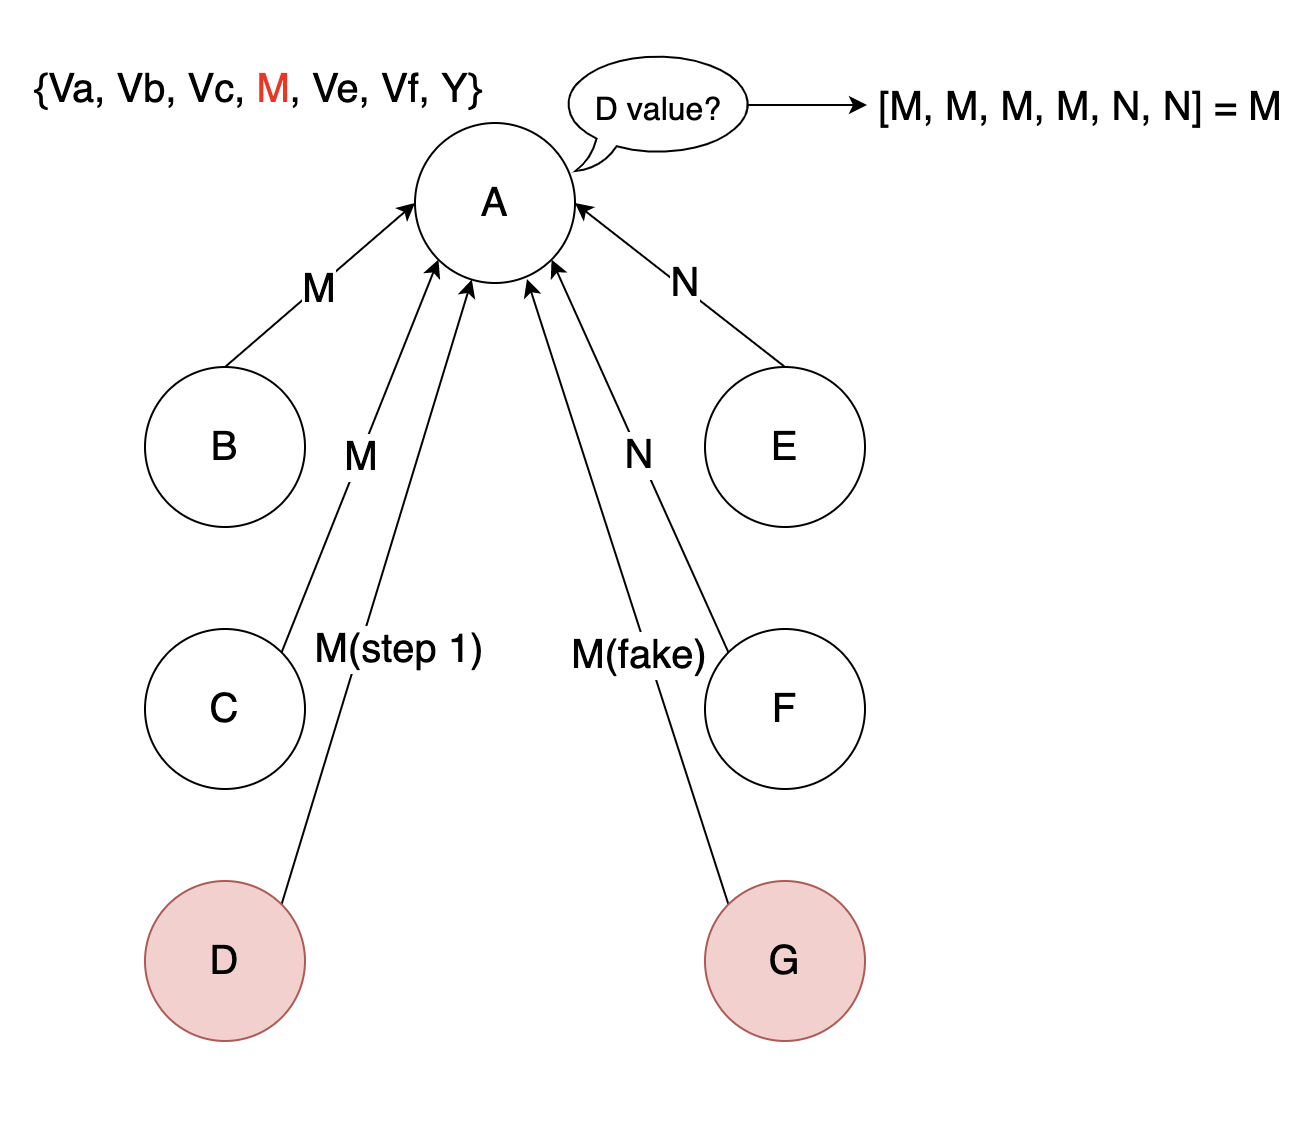 {Va, Vb, Vc, M, Ve, Vf, Y}
D value?
[M, M, M, M, N, N] = M
A
M
N
B
E
M
N
M(step 1)
M(fake)
C
F
D
G